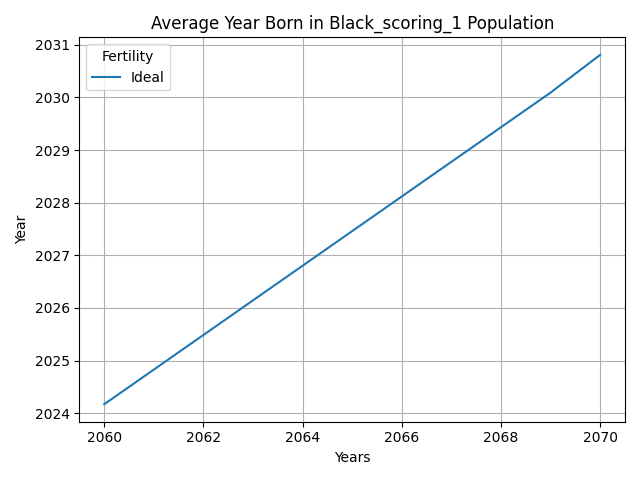 Average Year Born in Black_scoring_1 Population
Fertility
Ideal
Year
2031
2030
2029
2028
2027
2026
2025
2024
2060 2062 2064 2066 2068 2070
Years